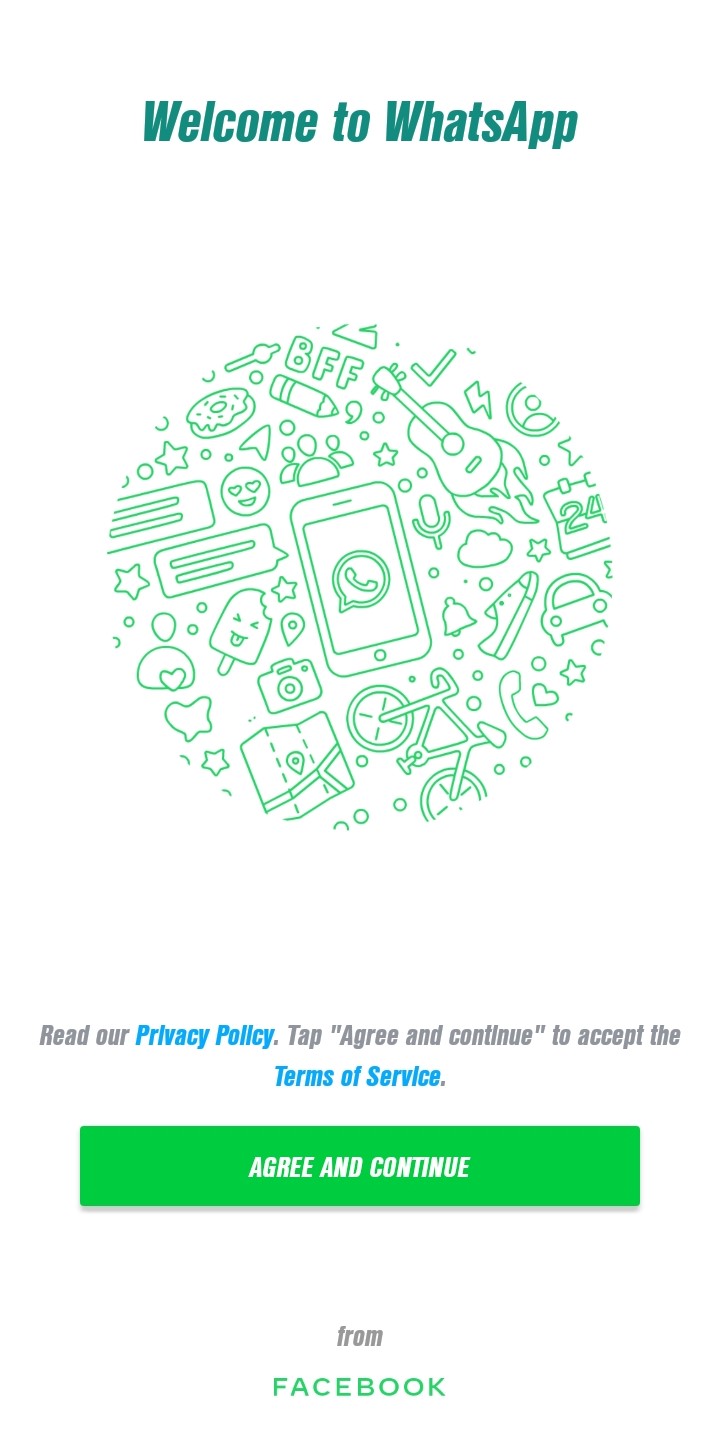 Welcome to WhatsApp
BFF
24
Read our Privacy Policy. Tap "Agree and continue" to accept the
Terms of Service.
AGREE AND CONTINUE
from
FACEBOOK